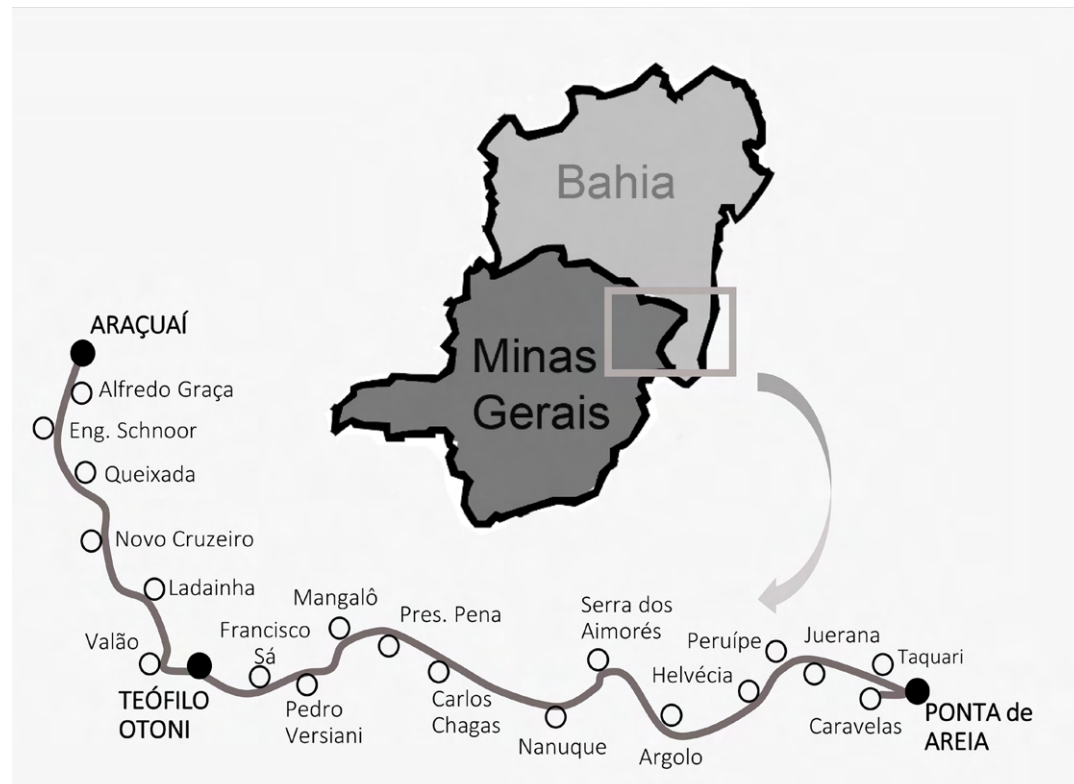 Bahia
Minas
Gerais
ARAÇUAÍ
Alfredo Graça
Eng. Schnoor
Queixada
Novo Cruzeiro
Ladainha
Valão
TEÓFILO
OTONI
Francisco
Sá
Pedro
Versiani
Mangalô
Pres. Pena
Carlos
Chagas
Nanuque
Serra dos
Aimorés
Argolo
Helvécia
Peruípe
Juerana
Taquari
Caravelas
PONTA de
AREIA